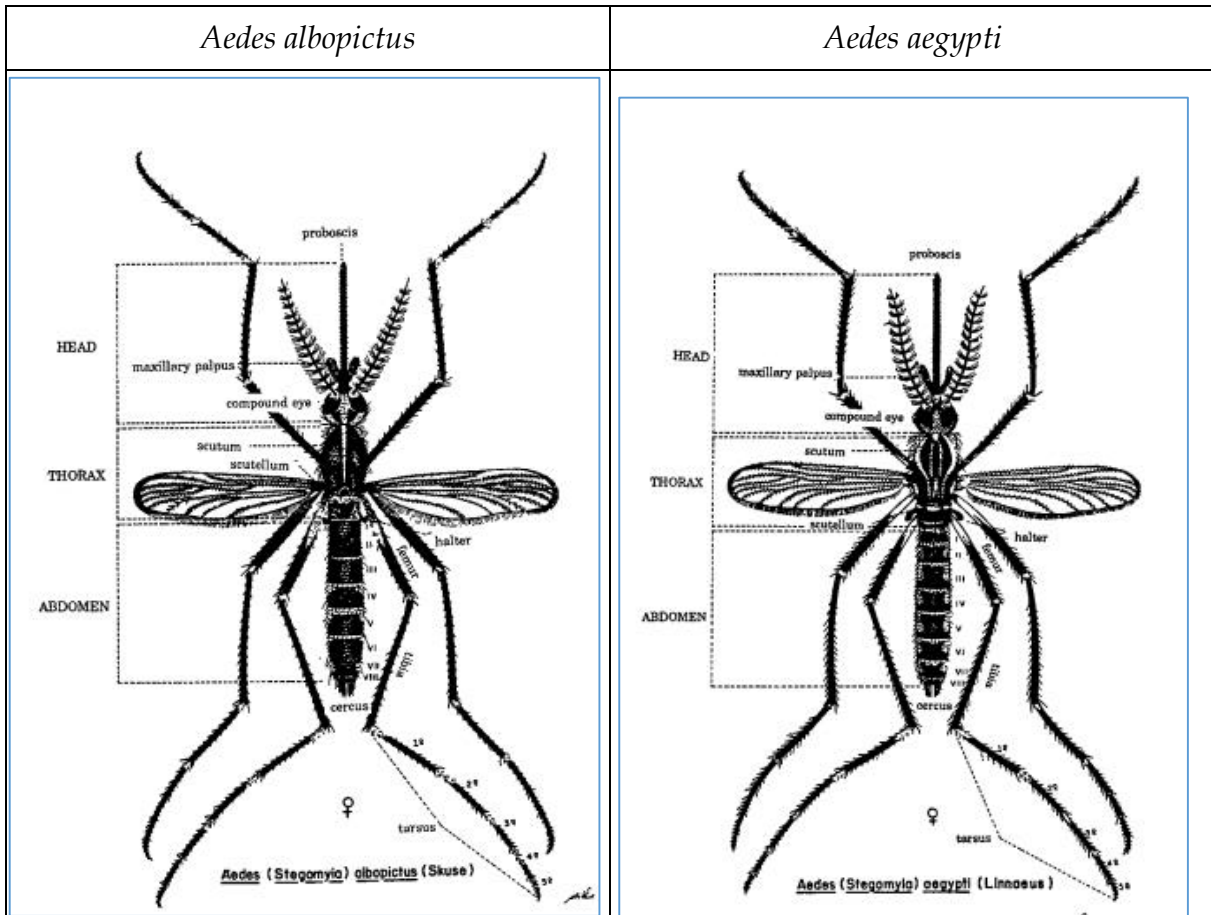 Aedes albopictus
Aedes aegypti
proboscis
HEAD
maxillary palpus
compound eye
scutum
scutellum
THORAX
I
II
halter
femur
III
IV
ABDOMEN
V
VI
VII
tibia
VIII
cercus
1º
2º
♀
3º
tarsus
4º
5º
Aedes (Stegomyia) albopictus (Skuse)
proboscis
HEAD
maxillary palpus
compound eye
scutum
THORAX
scutellum
halter
I
II
femur
III
IV
ABDOMEN
V
VI
VII
tibia
VIII
cercus
1º
2º
♀
3º
tarsus
4º
5º
Aedes (Stegomyia) aegypti (Linnaeus)